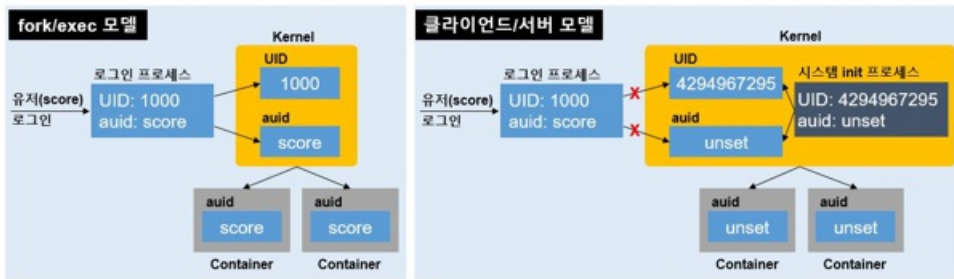 fork/exec 모델
Kernel
UID
1000
로그인 프로세스
유저(score)
로그인
UID: 1000
auid: score
auid
score
auid
score
Container
auid
score
Container
클라이언드/서버 모델
Kernel
UID
4294967295
로그인 프로세스
유저(score)
로그인
UID: 1000
auid: score
X
X
auid
unset
시스템 init 프로세스
UID: 4294967295
auid: unset
auid
unset
Container
auid
unset
Container